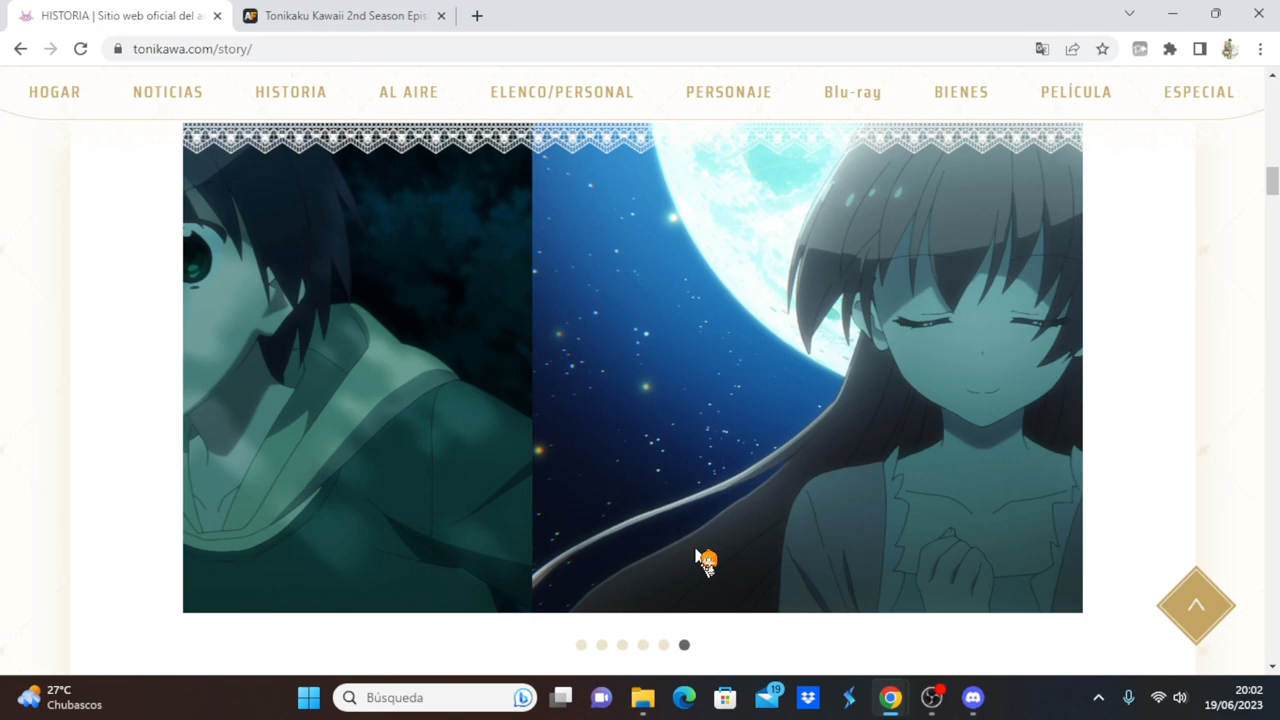 HISTORIA | Sitio web oficial del a
Tonikaku Kawaii 2nd Season Epis
tonikawa.com/story/
HOGAR NOTICIAS HISTORIA AL AIRE ELENCO/PERSONAL PERSONAJE Blu-ray BIENES PELÍCULA ESPECIAL
27°C
Chubascos
Búsqueda
19
20:02
19/06/2023